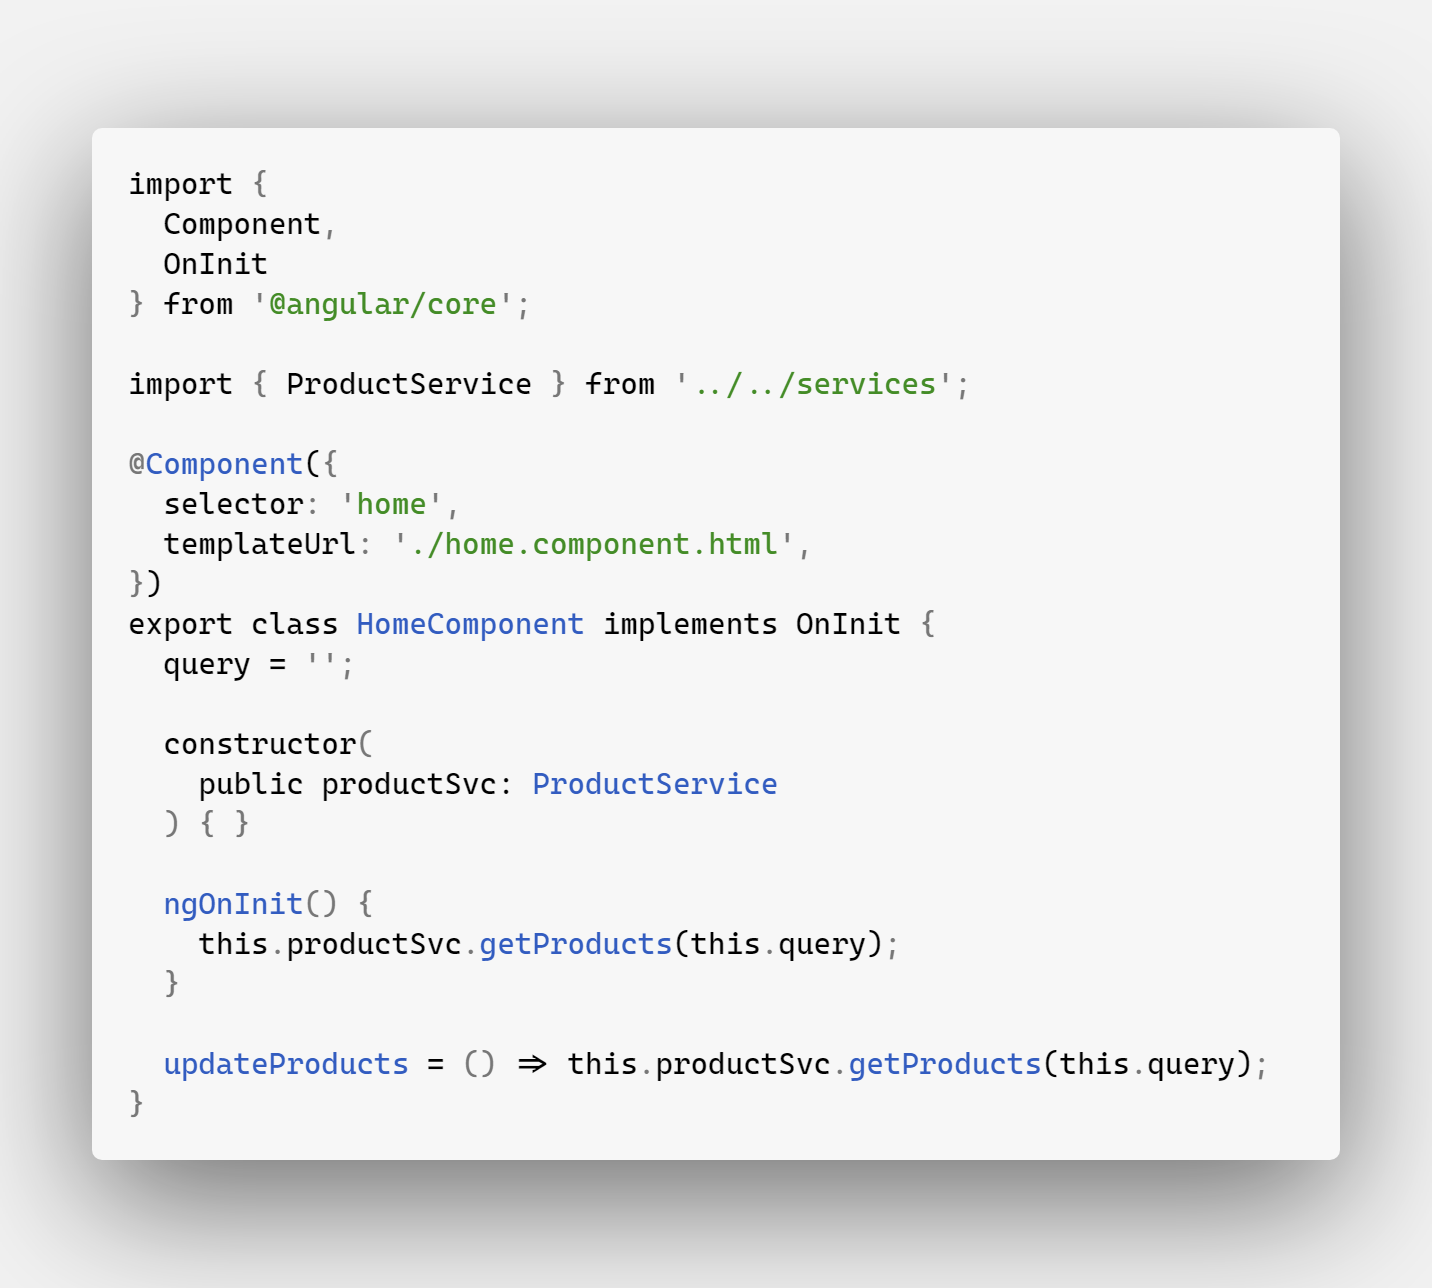 import {
  Component,
  OnInit
} from '@angular/core';

import { ProductService } from '../../services';

@Component({
  selector: 'home',
  templateUrl: './home.component.html',
})
export class HomeComponent implements OnInit {
  query = '';

  constructor(
    public productSvc: ProductService
  ) { }

  ngOnInit() {
    this.productSvc.getProducts(this.query);
  }

  updateProducts = () => this.productSvc.getProducts(this.query);
}